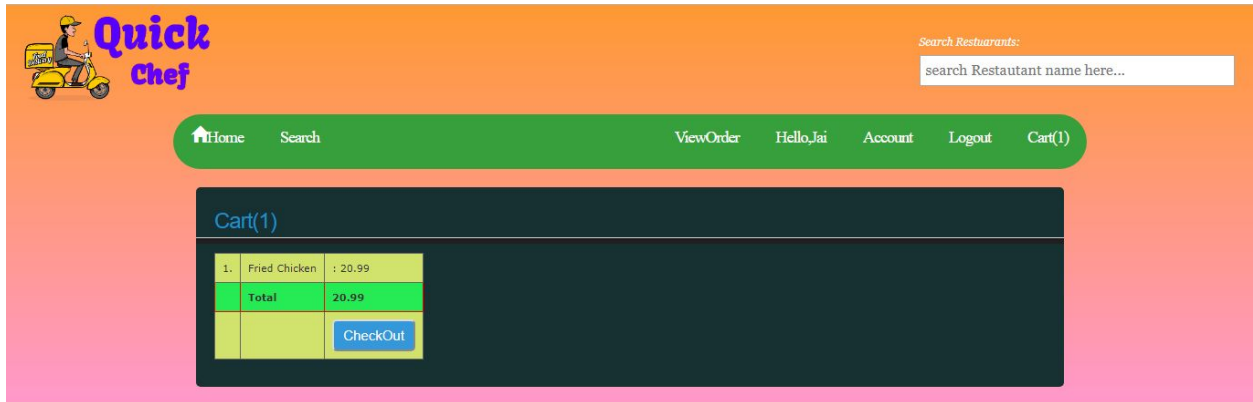 Quick
Chef
Search Restuarants:
search Restautant name here...
Home Search ViewOrder Hello,Jai Account Logout Cart(1)
Cart(1)
1. Fried Chicken : 20.99
Total 20.99
CheckOut